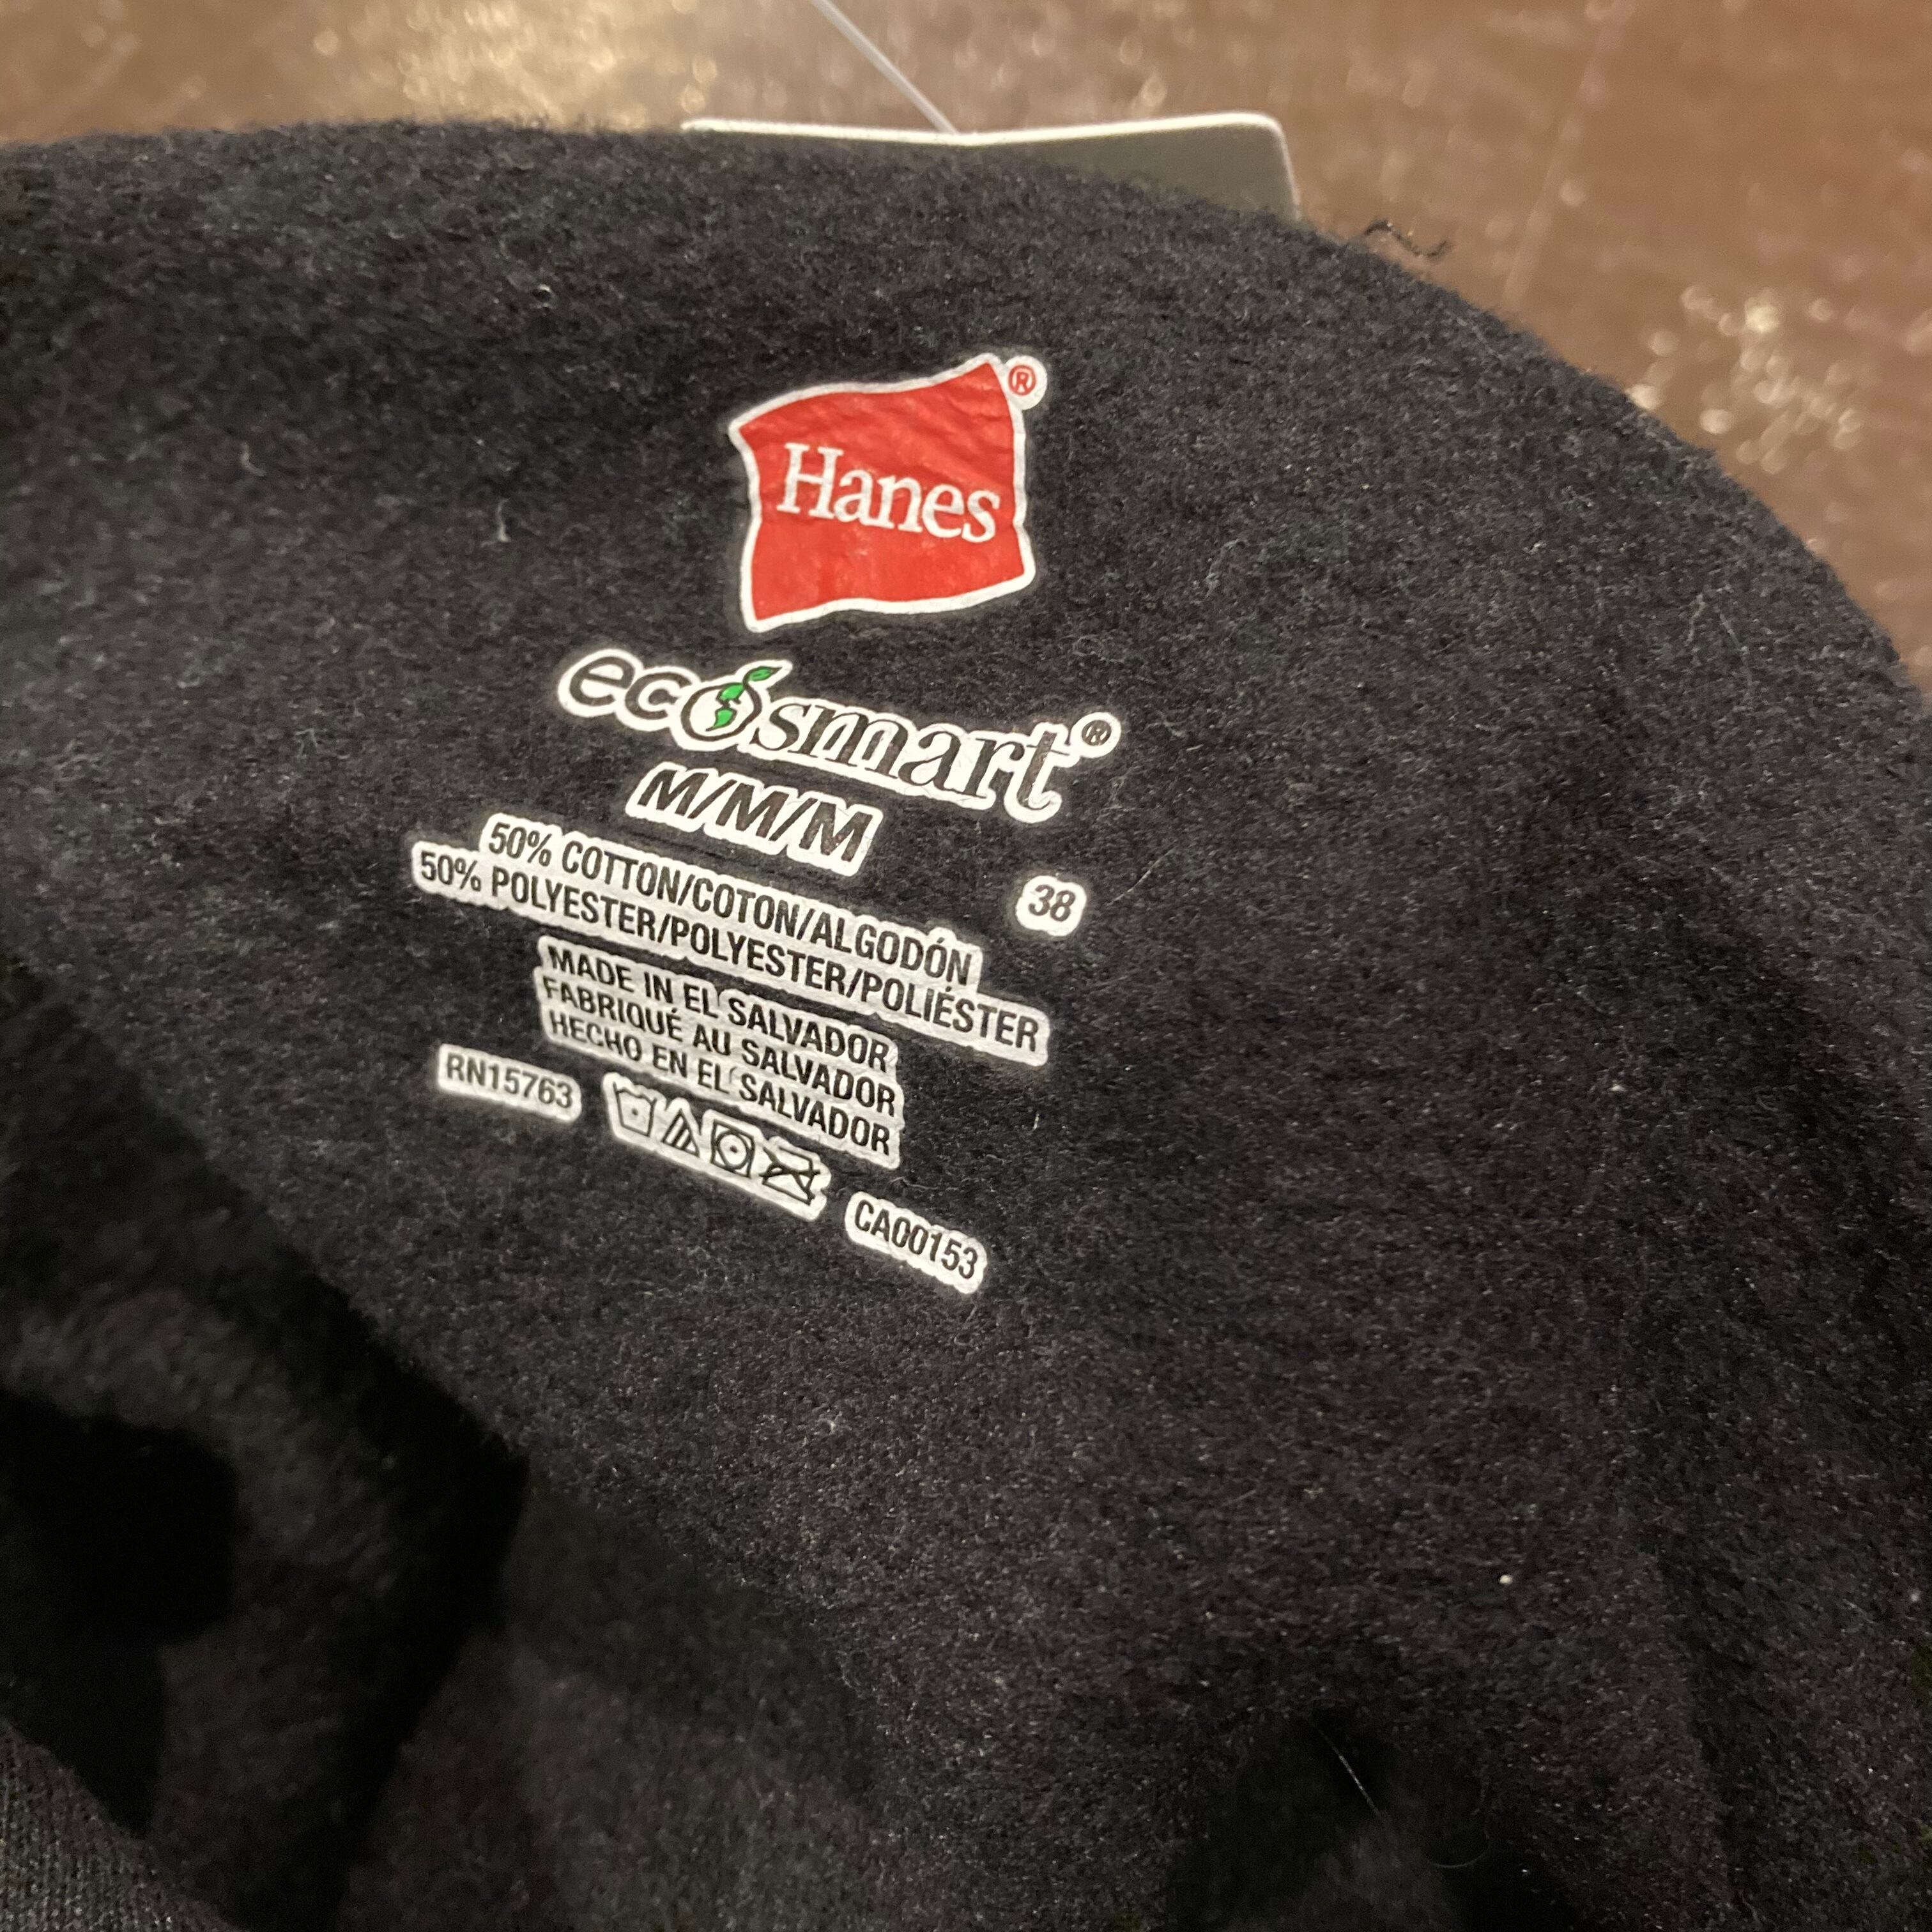 Hanes®
ecosmart®
M/M/M
38
50% COTTON/COTON/ALGODÓN
50% POLYESTER/POLYESTER/POLIÉSTER
MADE IN EL SALVADOR
FABRIQUÉ AU SALVADOR
HECHO EN EL SALVADOR
RN15763
CA00153